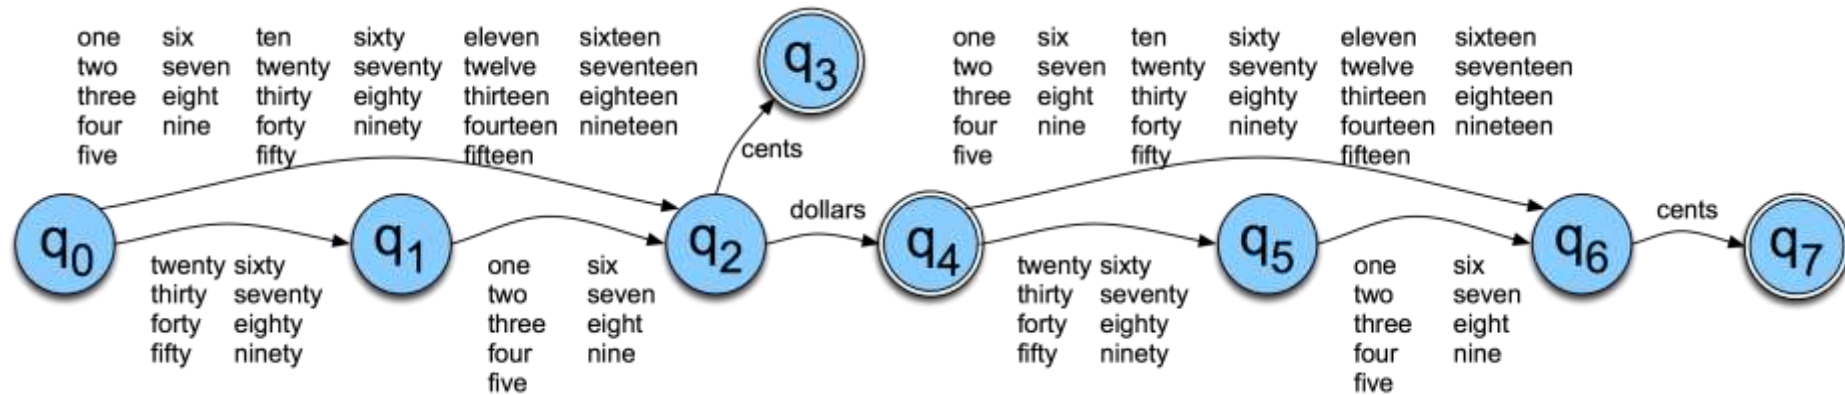 one six ten sixty eleven sixteen
two seven twenty seventy twelve seventeen
three eight thirty eighty thirteen eighteen
four nine forty ninety fourteen nineteen
five fifty fifteen
q3
cents
one six ten sixty eleven sixteen
two seven twenty seventy twelve seventeen
three eight thirty eighty thirteen eighteen
four nine forty ninety fourteen nineteen
five fifty fifteen
q0
q1
q2
dollars
q4
q5
q6
cents
q7
twenty sixty
thirty seventy
forty eighty
fifty ninety
one six
two seven
three eight
four nine
five
twenty sixty
thirty seventy
forty eighty
fifty ninety
one six
two seven
three eight
four nine
five